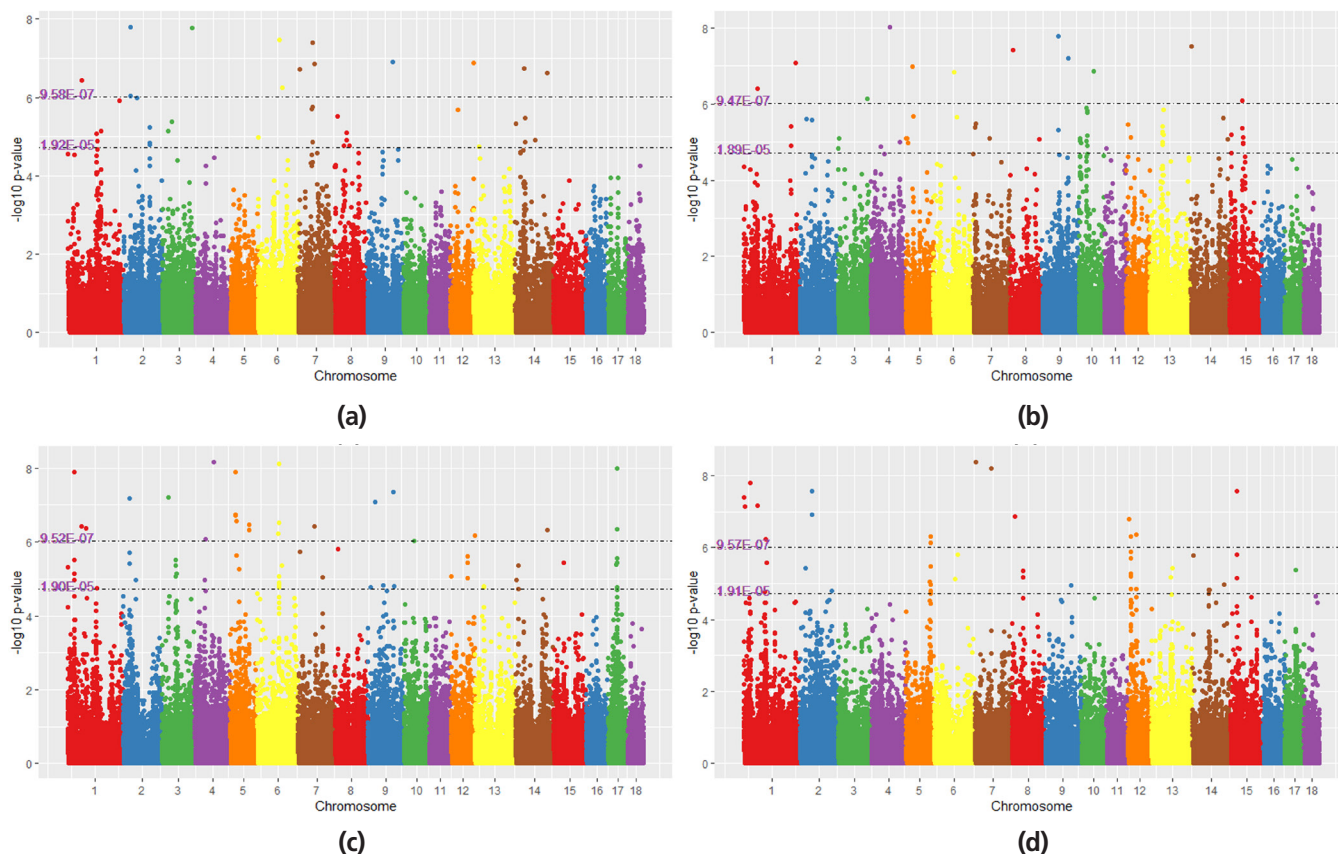 8
6
4
2
0
-log10 p-value
9.58E-07
1.92E-05
1 2 3 4 5 6 7 8 9 10 11 12 13 14 15 16 17 18
Chromosome
(a)
8
6
4
2
0
-log10 p-value
9.47E-07
1.89E-05
1 2 3 4 5 6 7 8 9 10 11 12 13 14 15 16 17 18
Chromosome
(b)
8
6
4
2
0
-log10 p-value
9.52E-07
1.90E-05
1 2 3 4 5 6 7 8 9 10 11 12 13 14 15 16 17 18
Chromosome
(c)
8
6
4
2
0
-log10 p-value
9.57E-07
1.91E-05
1 2 3 4 5 6 7 8 9 10 11 12 13 14 15 16 17 18
Chromosome
(d)